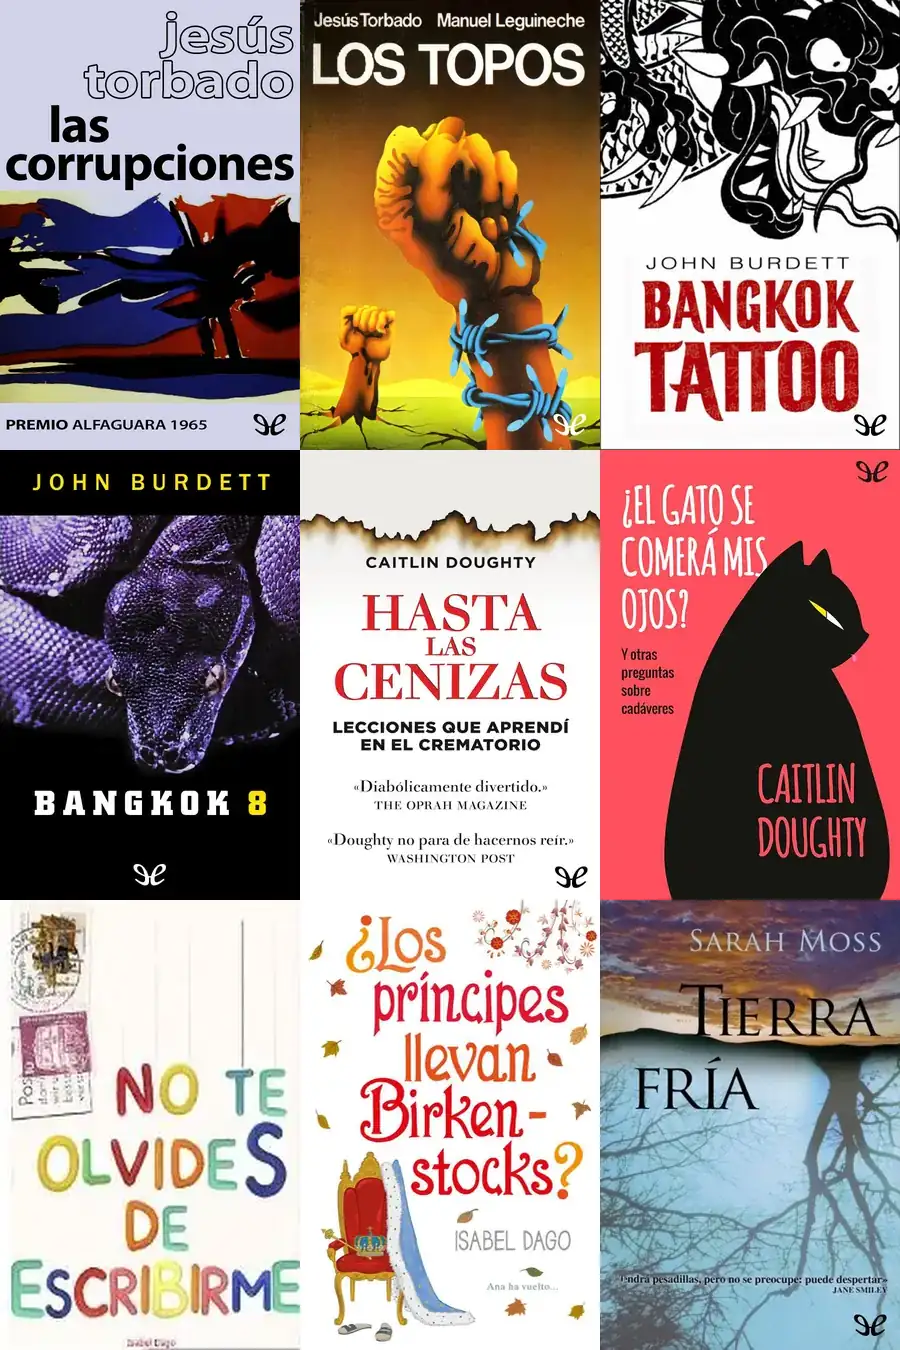 jesús
torbado
las
corrupciones
PREMIO ALFAGUARA 1965
Jesús Torbado Manuel Leguineche
LOS TOPOS
JOHN BURDETT
BANGKOK
TATTOO
JOHN BURDETT
BANGKOK 8
CAITLIN DOUGHTY
HASTA
LAS
CENIZAS
LECCIONES QUE APRENDÍ
EN EL CREMATORIO
«Diabólicamente divertido.»
THE OPRAH MAGAZINE
«Doughty no para de hacernos reír.»
WASHINGTON POST
¿EL GATO SE
COMERÁ MIS
OJOS?
Y otras
preguntas
sobre
cadáveres
CAITLIN
DOUGHTY
NO TE
OLVIDES
DE
ESCRIBIRME
Isabel Dago
¿Los
príncipes
llevan
Birken-
stocks?
ISABEL DAGO
Ana ha vuelto...
SARAH MOSS
TIERRA
FRÍA
Tendrá pesadillas, pero no se preocupe: puede despertar»
JANE SMILEY